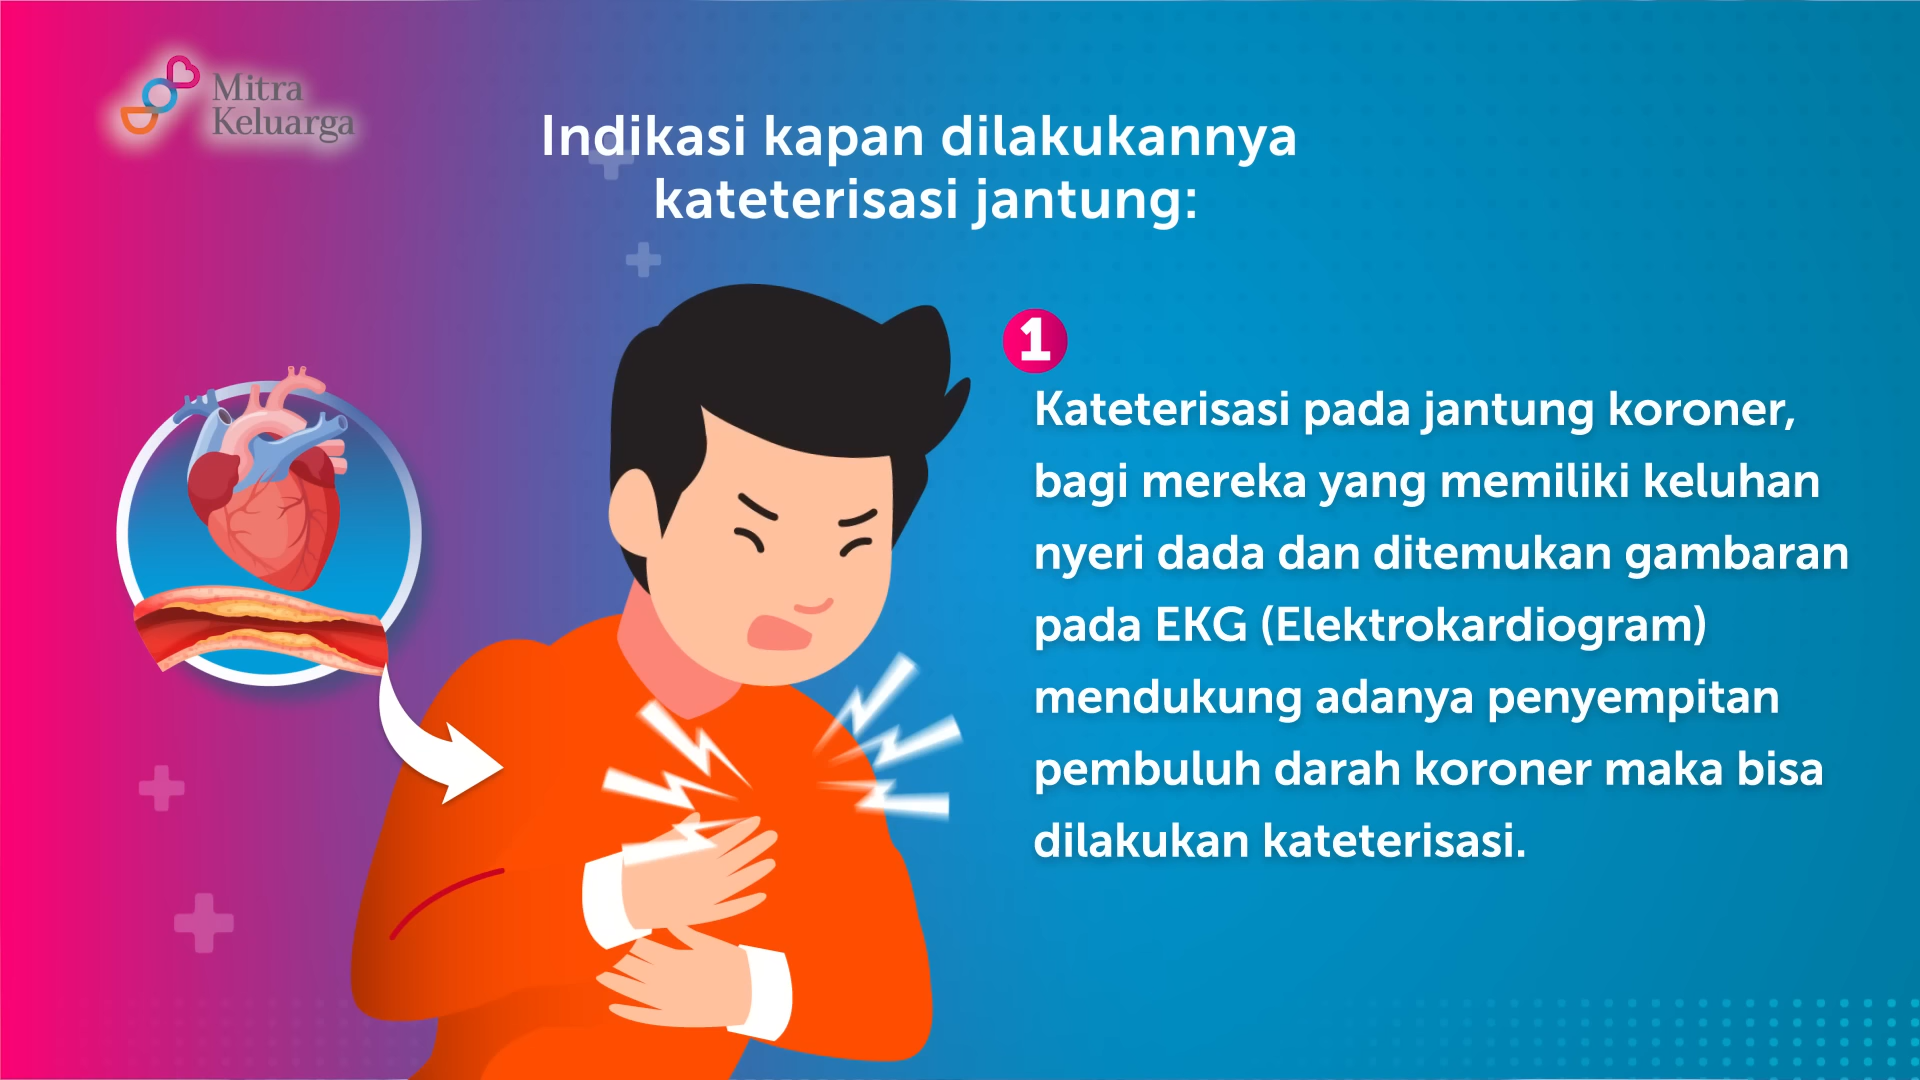 Mitra
Keluarga
Indikasi kapan dilakukannya
kateterisasi jantung:
1
Kateterisasi pada jantung koroner,
bagi mereka yang memiliki keluhan
nyeri dada dan ditemukan gambaran
pada EKG (Elektrokardiogram)
mendukung adanya penyempitan
pembuluh darah koroner maka bisa
dilakukan kateterisasi.